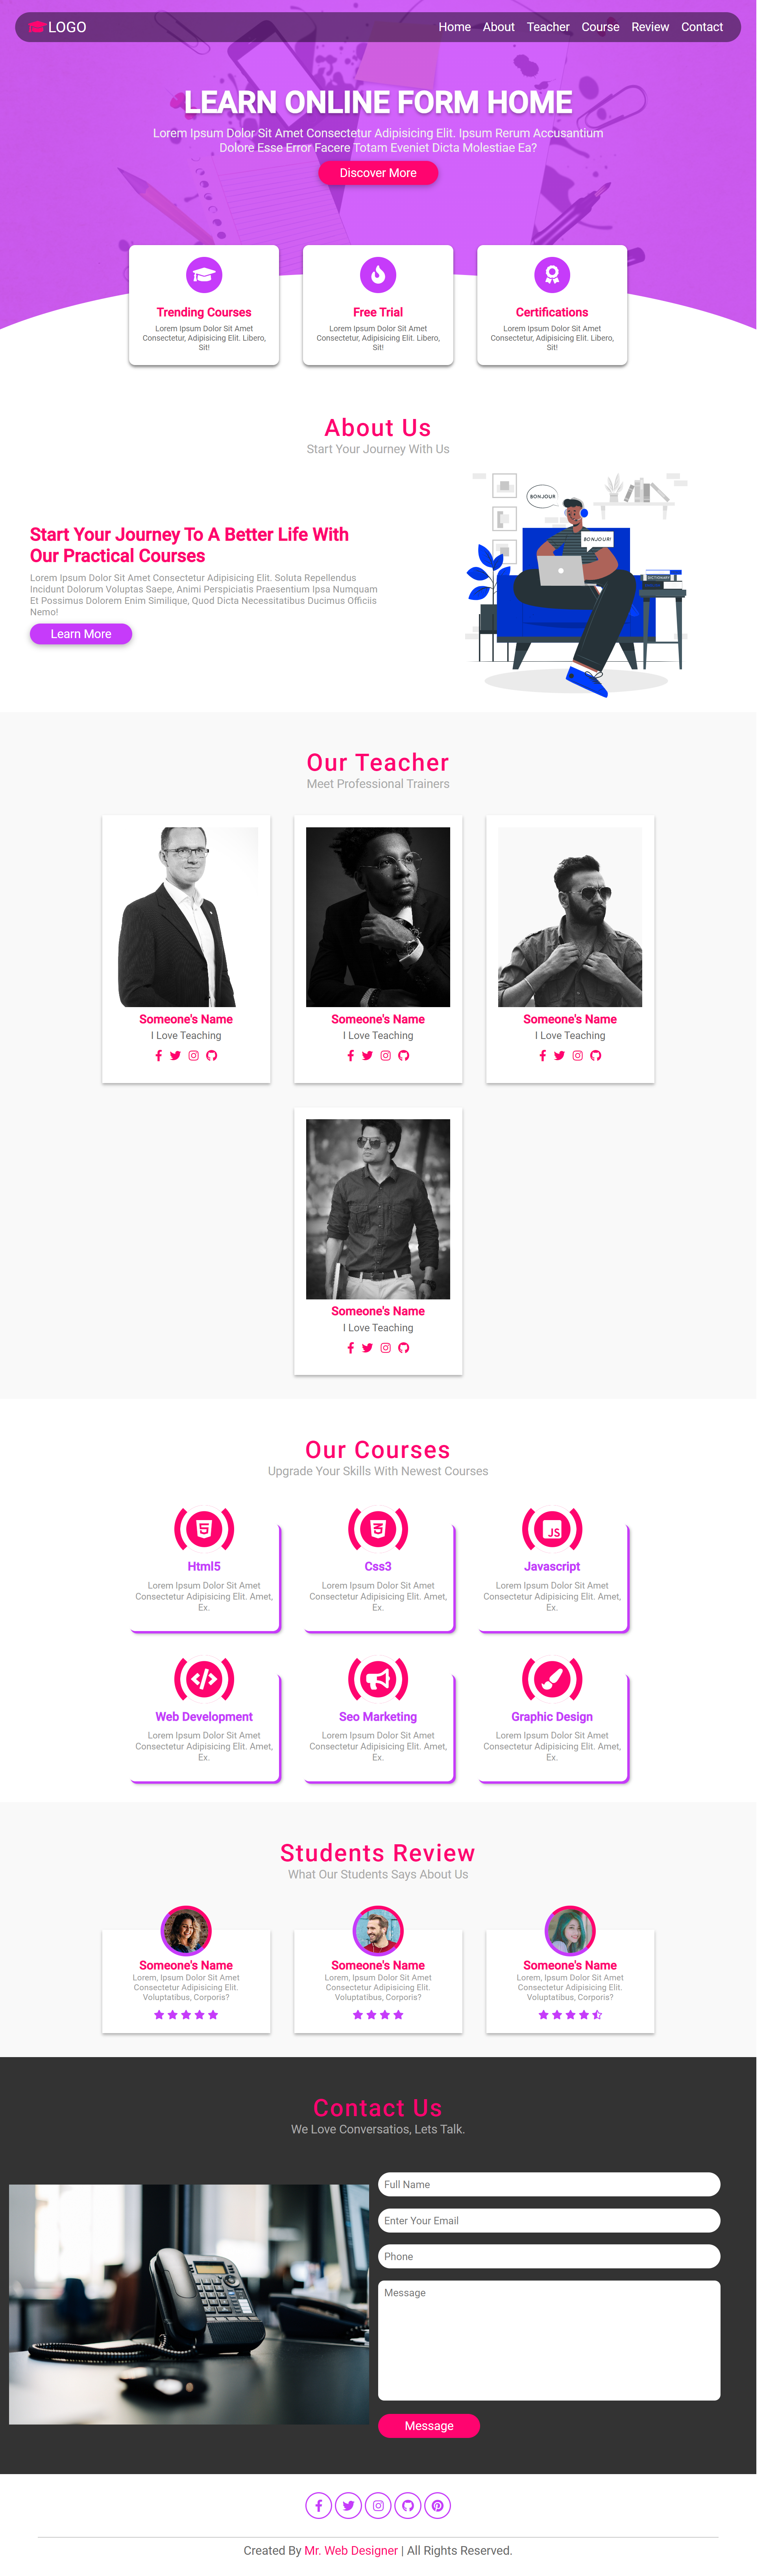 LOGO
Home About Teacher Course Review Contact
LEARN ONLINE FORM HOME
Lorem Ipsum Dolor Sit Amet Consectetur Adipisicing Elit. Ipsum Rerum Accusantium
Dolore Esse Error Facere Totam Eveniet Dicta Molestiae Ea?
Discover More
Trending Courses
Lorem Ipsum Dolor Sit Amet
Consectetur, Adipisicing Elit. Libero,
Sit!
Free Trial
Lorem Ipsum Dolor Sit Amet
Consectetur, Adipisicing Elit. Libero,
Sit!
Certifications
Lorem Ipsum Dolor Sit Amet
Consectetur, Adipisicing Elit. Libero,
Sit!
About Us
Start Your Journey With Us
Start Your Journey To A Better Life With
Our Practical Courses
Lorem Ipsum Dolor Sit Amet Consectetur Adipisicing Elit. Soluta Repellendus
Incidunt Dolorum Voluptas Saepe, Animi Perspiciatis Praesentium Ipsa Numquam
Et Possimus Dolorem Enim Similique, Quod Dicta Necessitatibus Ducimus Officiis
Nemo!
Learn More
BONJOUR
BONJOUR!
Our Teacher
Meet Professional Trainers
Someone's Name
I Love Teaching
Someone's Name
I Love Teaching
Someone's Name
I Love Teaching
Someone's Name
I Love Teaching
Our Courses
Upgrade Your Skills With Newest Courses
Html5
Lorem Ipsum Dolor Sit Amet
Consectetur Adipisicing Elit. Amet,
Ex.
Css3
Lorem Ipsum Dolor Sit Amet
Consectetur Adipisicing Elit. Amet,
Ex.
JS
Javascript
Lorem Ipsum Dolor Sit Amet
Consectetur Adipisicing Elit. Amet,
Ex.
Web Development
Lorem Ipsum Dolor Sit Amet
Consectetur Adipisicing Elit. Amet,
Ex.
Seo Marketing
Lorem Ipsum Dolor Sit Amet
Consectetur Adipisicing Elit. Amet,
Ex.
Graphic Design
Lorem Ipsum Dolor Sit Amet
Consectetur Adipisicing Elit. Amet,
Ex.
Students Review
What Our Students Says About Us
Someone's Name
Lorem, Ipsum Dolor Sit Amet
Consectetur Adipisicing Elit.
Voluptatibus, Corporis?
Someone's Name
Lorem, Ipsum Dolor Sit Amet
Consectetur Adipisicing Elit.
Voluptatibus, Corporis?
Someone's Name
Lorem, Ipsum Dolor Sit Amet
Consectetur Adipisicing Elit.
Voluptatibus, Corporis?
Contact Us
We Love Conversatios, Lets Talk.
Full Name
Enter Your Email
Phone
Message
Message
Created By Mr. Web Designer | All Rights Reserved.